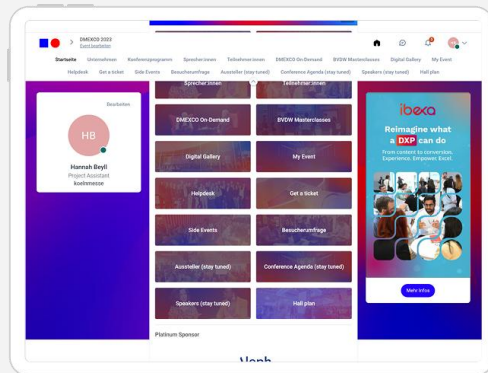 DMEXCO 2023
Event bearbeiten
Startseite Unternehmen Konferenzprogramm Sprecher:innen Teilnehmer:innen DMEXCO On-Demand BVDW Masterclasses Digital Gallery My Event
Helpdesk Get a ticket Side Events Besucherumfrage Aussteller (stay tuned) Conference Agenda (stay tuned) Speakers (stay tuned) Hall plan
Bearbeiten
HB
Hannah Beyll
Project Assistant
koelnmesse
Sprecher:innen
Teilnehmer:innen
DMEXCO On-Demand
BVDW Masterclasses
Digital Gallery
My Event
Helpdesk
Get a ticket
Side Events
Besucherumfrage
Aussteller (stay tuned)
Conference Agenda (stay tuned)
Speakers (stay tuned)
Hall plan
Platinum Sponsor
ibexa
Reimagine what
a DXP can do
From content to conversion.
Experience. Empower. Excel.
Mehr Infos